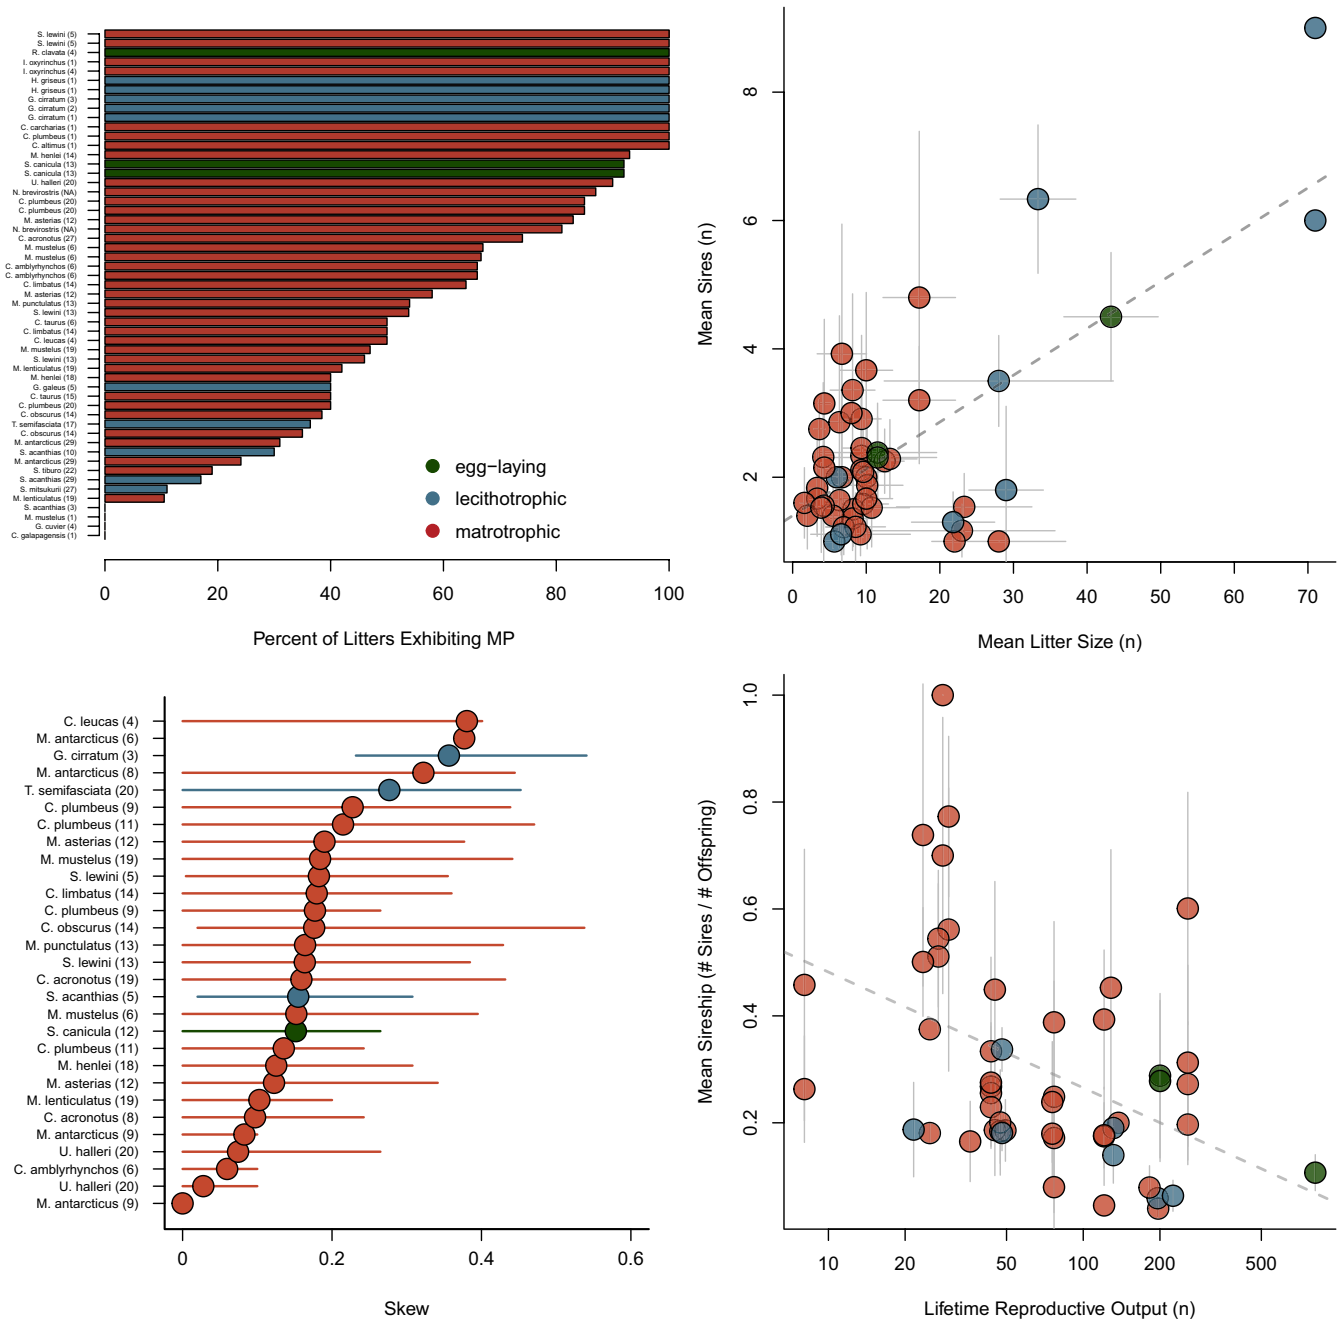 S. lewini (5)
S. lewini (5)
R. clavata (4)
I. oxyrinchus (1)
I. oxyrinchus (4)
H. griseus (1)
H. griseus (1)
G. cirratum (3)
G. cirratum (2)
G. cirratum (1)
C. carcharias (1)
C. plumbeus (1)
C. altimus (1)
M. henlei (14)
S. canicula (13)
S. canicula (13)
U. halleri (20)
N. brevirostris (NA)
C. plumbeus (20)
C. plumbeus (20)
M. asterias (12)
N. brevirostris (NA)
C. acronotus (27)
M. mustelus (6)
M. mustelus (6)
C. amblyrhynchos (6)
C. amblyrhynchos (6)
C. limbatus (14)
M. asterias (12)
M. punctulatus (13)
S. lewini (13)
C. taurus (6)
C. limbatus (14)
C. leucas (4)
M. mustelus (19)
S. lewini (13)
M. lenticulatus (19)
M. henlei (18)
G. galeus (5)
C. taurus (15)
C. plumbeus (20)
C. obscurus (14)
T. semifasciata (17)
C. obscurus (14)
M. antarcticus (29)
S. acanthias (10)
M. antarcticus (29)
S. tiburo (22)
S. acanthias (29)
S. mitsukurii (27)
M. lenticulatus (19)
S. acanthias (3)
M. mustelus (1)
G. cuvier (4)
C. galapagensis (1)
egg–laying
lecithotrophic
matrotrophic
0 20 40 60 80 100
Percent of Litters Exhibiting MP
8
6
4
2
Mean Sires (n)
0 10 20 30 40 50 60 70
Mean Litter Size (n)
C. leucas (4)
M. antarcticus (6)
G. cirratum (3)
M. antarcticus (8)
T. semifasciata (20)
C. plumbeus (9)
C. plumbeus (11)
M. asterias (12)
M. mustelus (19)
S. lewini (5)
C. limbatus (14)
C. plumbeus (9)
C. obscurus (14)
M. punctulatus (13)
S. lewini (13)
C. acronotus (19)
S. acanthias (5)
M. mustelus (6)
S. canicula (12)
C. plumbeus (11)
M. henlei (18)
M. asterias (12)
M. lenticulatus (19)
C. acronotus (8)
M. antarcticus (9)
U. halleri (20)
C. amblyrhynchos (6)
U. halleri (20)
M. antarcticus (9)
0 0.2 0.4 0.6
Skew
1.0
0.8
0.6
0.4
0.2
Mean Sireship (# Sires / # Offspring)
10 20 50 100 200 500
Lifetime Reproductive Output (n)